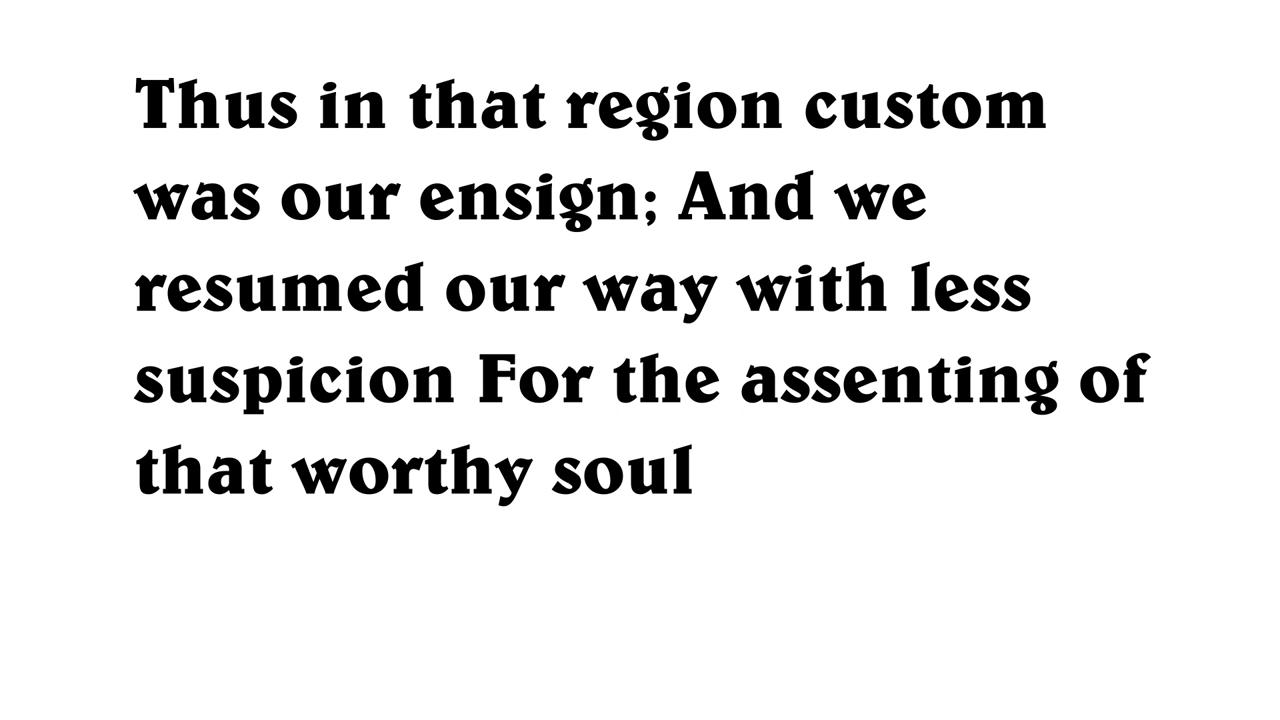 Thus in that region custom
was our ensign; And we
resumed our way with less
suspicion For the assenting of
that worthy soul